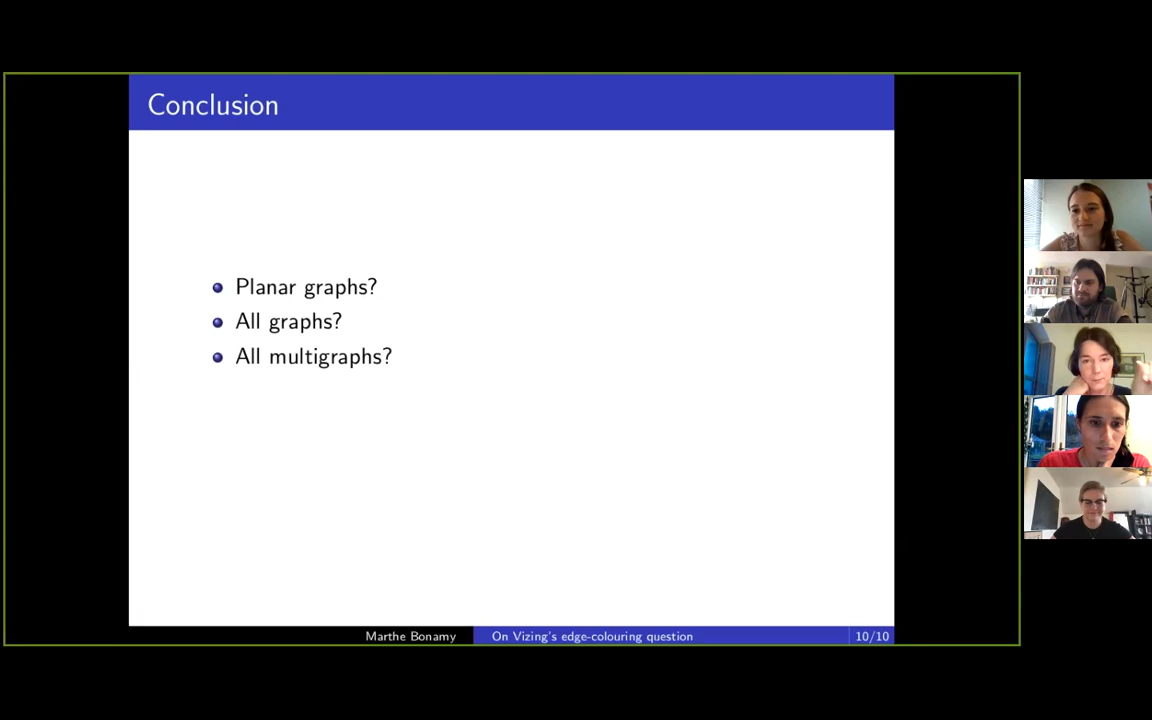 Conclusion
Planar graphs?
All graphs?
All multigraphs?
Marthe Bonamy
On Vizing's edge-colouring question
10/10